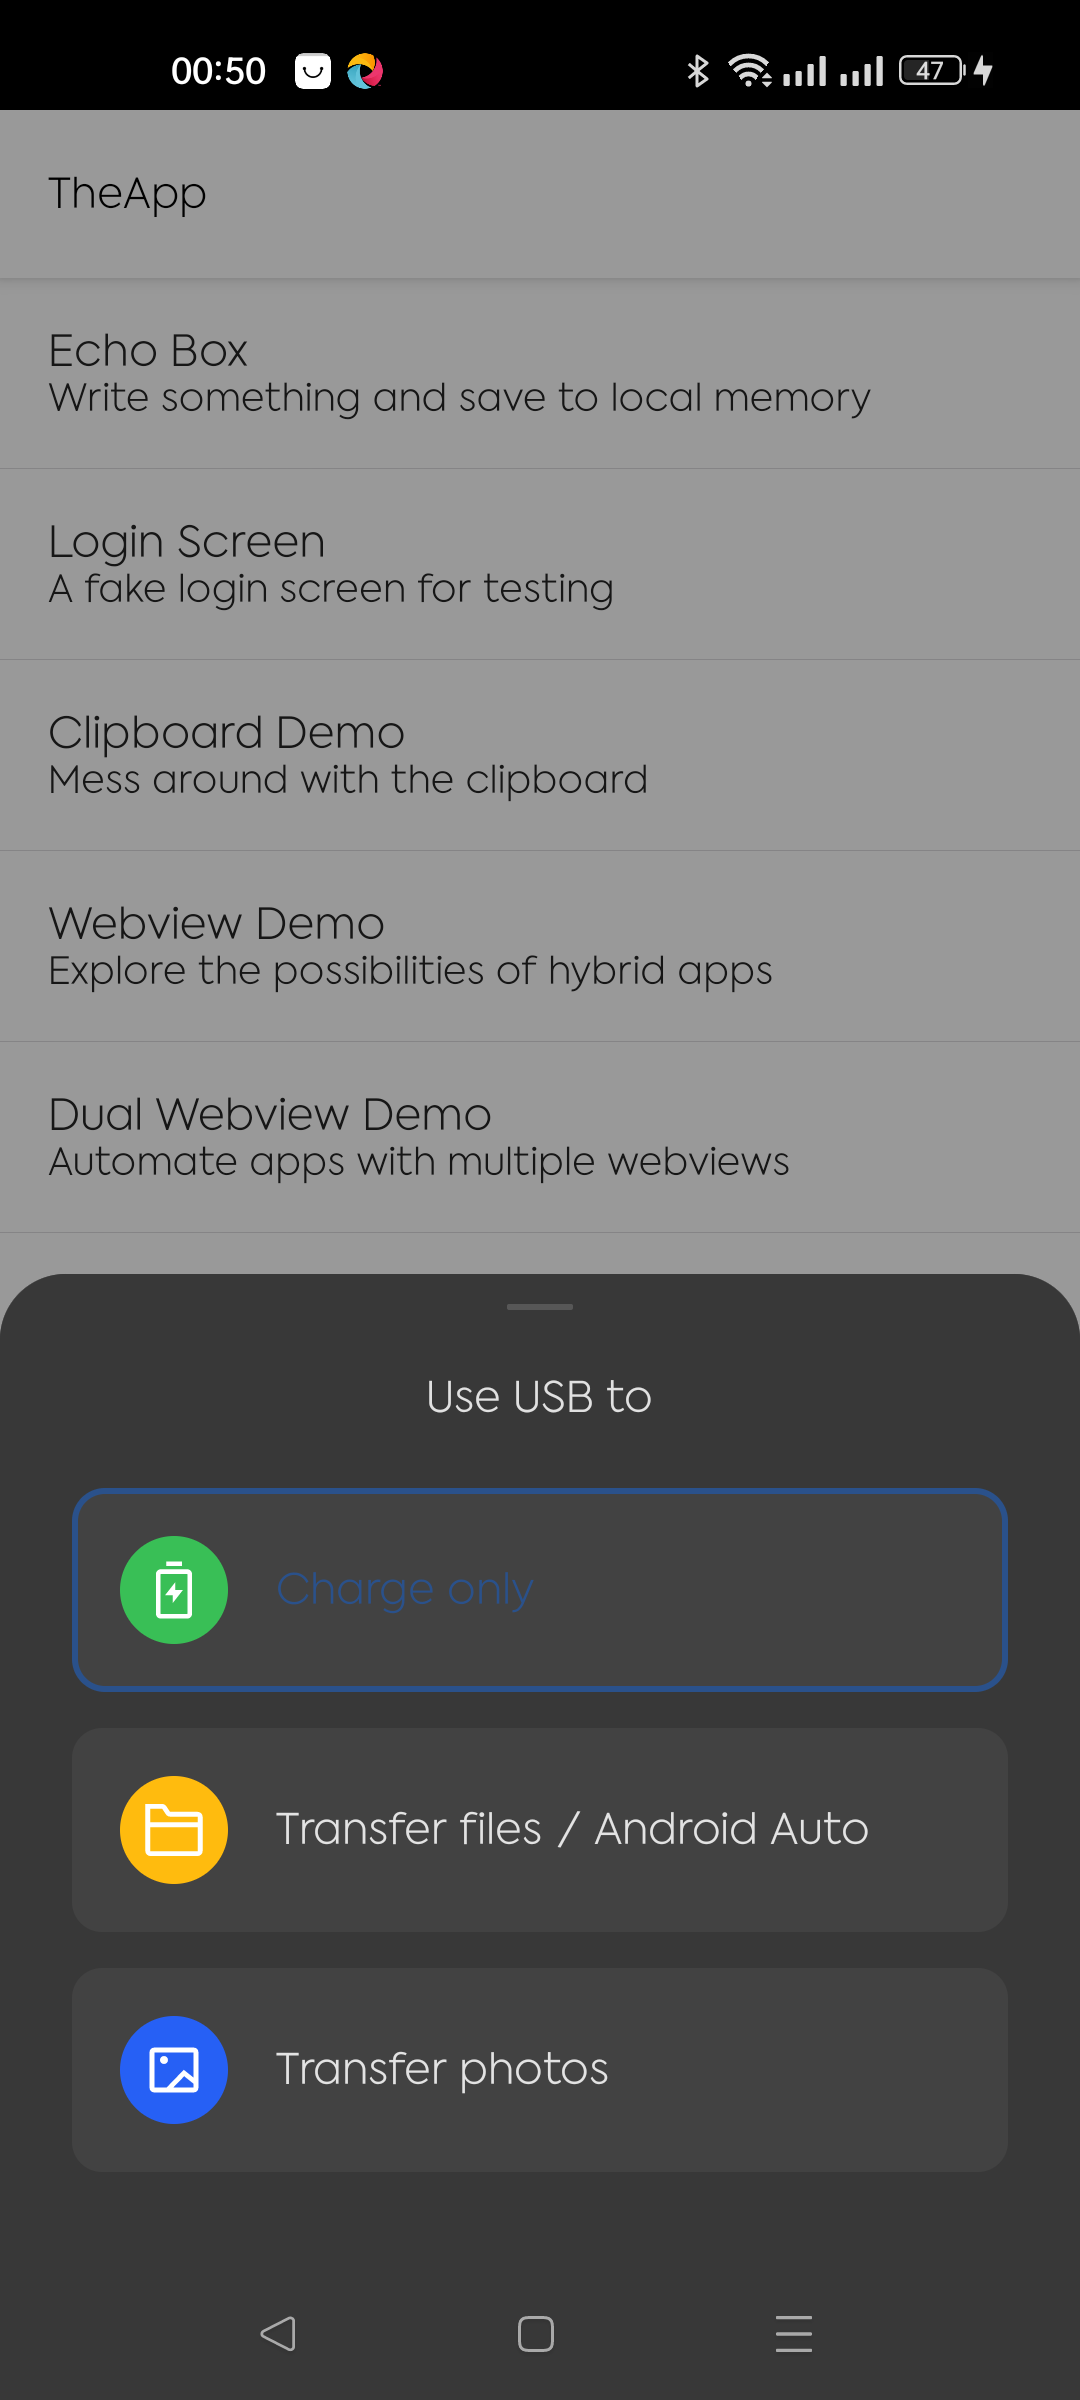 00:50
47
TheApp
Echo Box
Write something and save to local memory
Login Screen
A fake login screen for testing
Clipboard Demo
Mess around with the clipboard
Webview Demo
Explore the possibilities of hybrid apps
Dual Webview Demo
Automate apps with multiple webviews
Use USB to
Charge only
Transfer files / Android Auto
Transfer photos